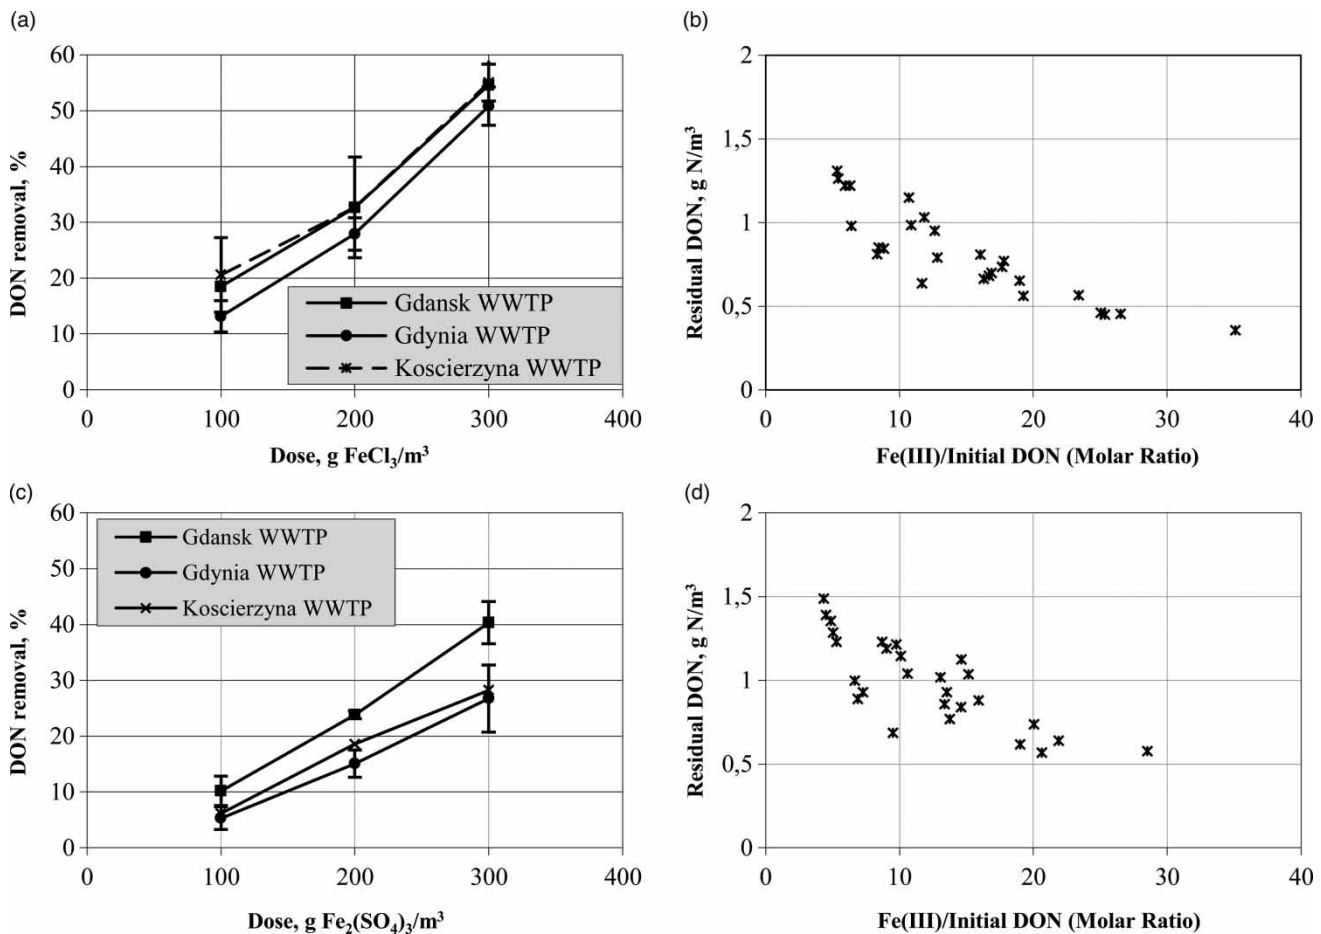 (a)
60
50
40
30
20
10
0
DON removal, %
Gdansk WWTP
Gdynia WWTP
Koscierzyna WWTP
0 100 200 300 400
Dose, g FeCl₃/m³
(b)
2
1,5
1
0,5
0
Residual DON, g N/m³
0 10 20 30 40
Fe(III)/Initial DON (Molar Ratio)
(c)
60
50
40
30
20
10
0
DON removal, %
Gdansk WWTP
Gdynia WWTP
Koscierzyna WWTP
0 100 200 300 400
Dose, g Fe₂(SO₄)₃/m³
(d)
2
1,5
1
0,5
0
Residual DON, g N/m³
0 10 20 30 40
Fe(III)/Initial DON (Molar Ratio)